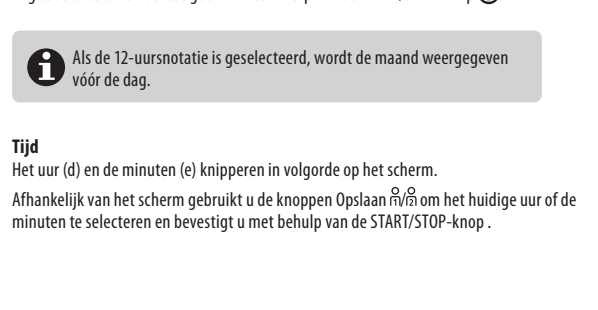 Als de 12-uursnotatie is geselecteerd, wordt de maand weergegeven
vóór de dag.
Tijd
Het uur (d) en de minuten (e) knipperen in volgorde op het scherm.
Afhankelijk van het scherm gebruikt u de knoppen Opslaan / om het huidige uur of de
minuten te selecteren en bevestigt u met behulp van de START/STOP-knop .